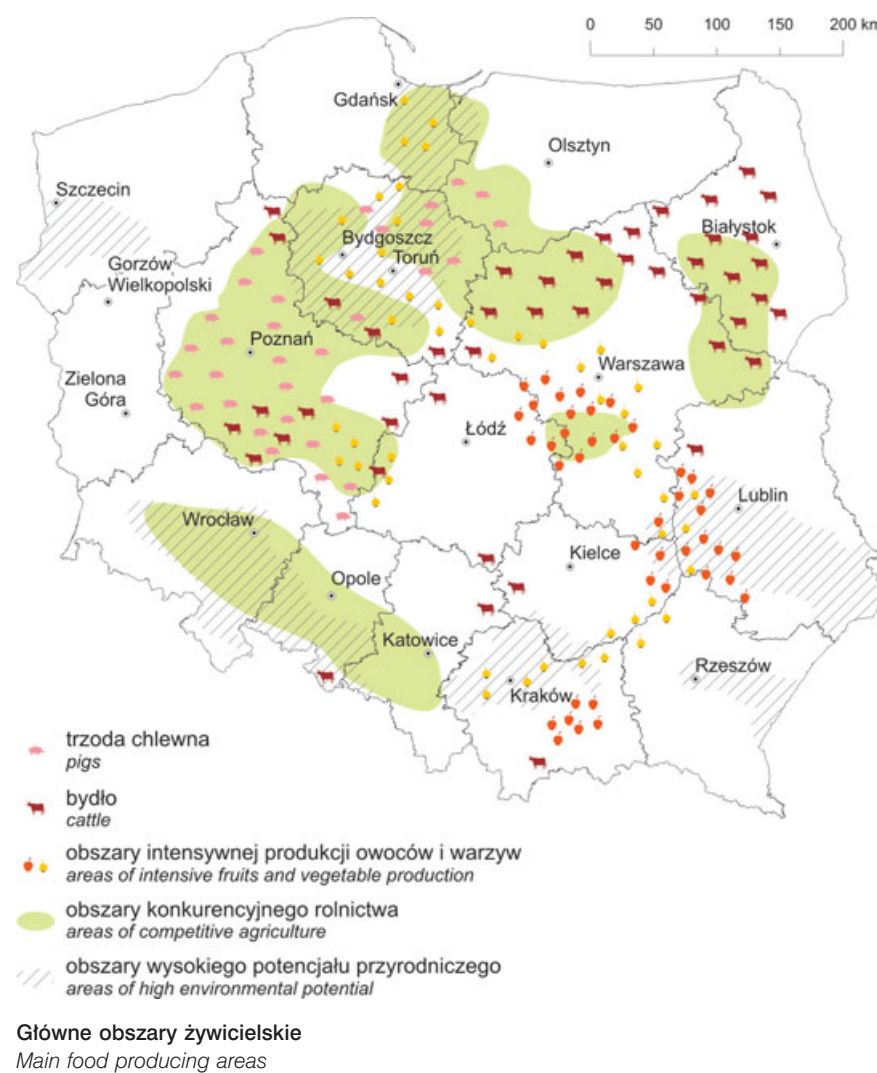 0 50 100 150 200 km
Gdańsk
Olsztyn
Szczecin
Białystok
Bydgoszcz
Toruń
Gorzów
Wielkopolski
Poznań
Warszawa
Zielona
Góra
Łódź
Lublin
Wrocław
Kielce
Opole
Katowice
Rzeszów
Kraków
trzoda chlewna
pigs
bydło
cattle
obszary intensywnej produkcji owoców i warzyw
areas of intensive fruits and vegetable production
obszary konkurencyjnego rolnictwa
areas of competitive agriculture
obszary wysokiego potencjału przyrodniczego
areas of high environmental potential
Główne obszary żywicielskie
Main food producing areas